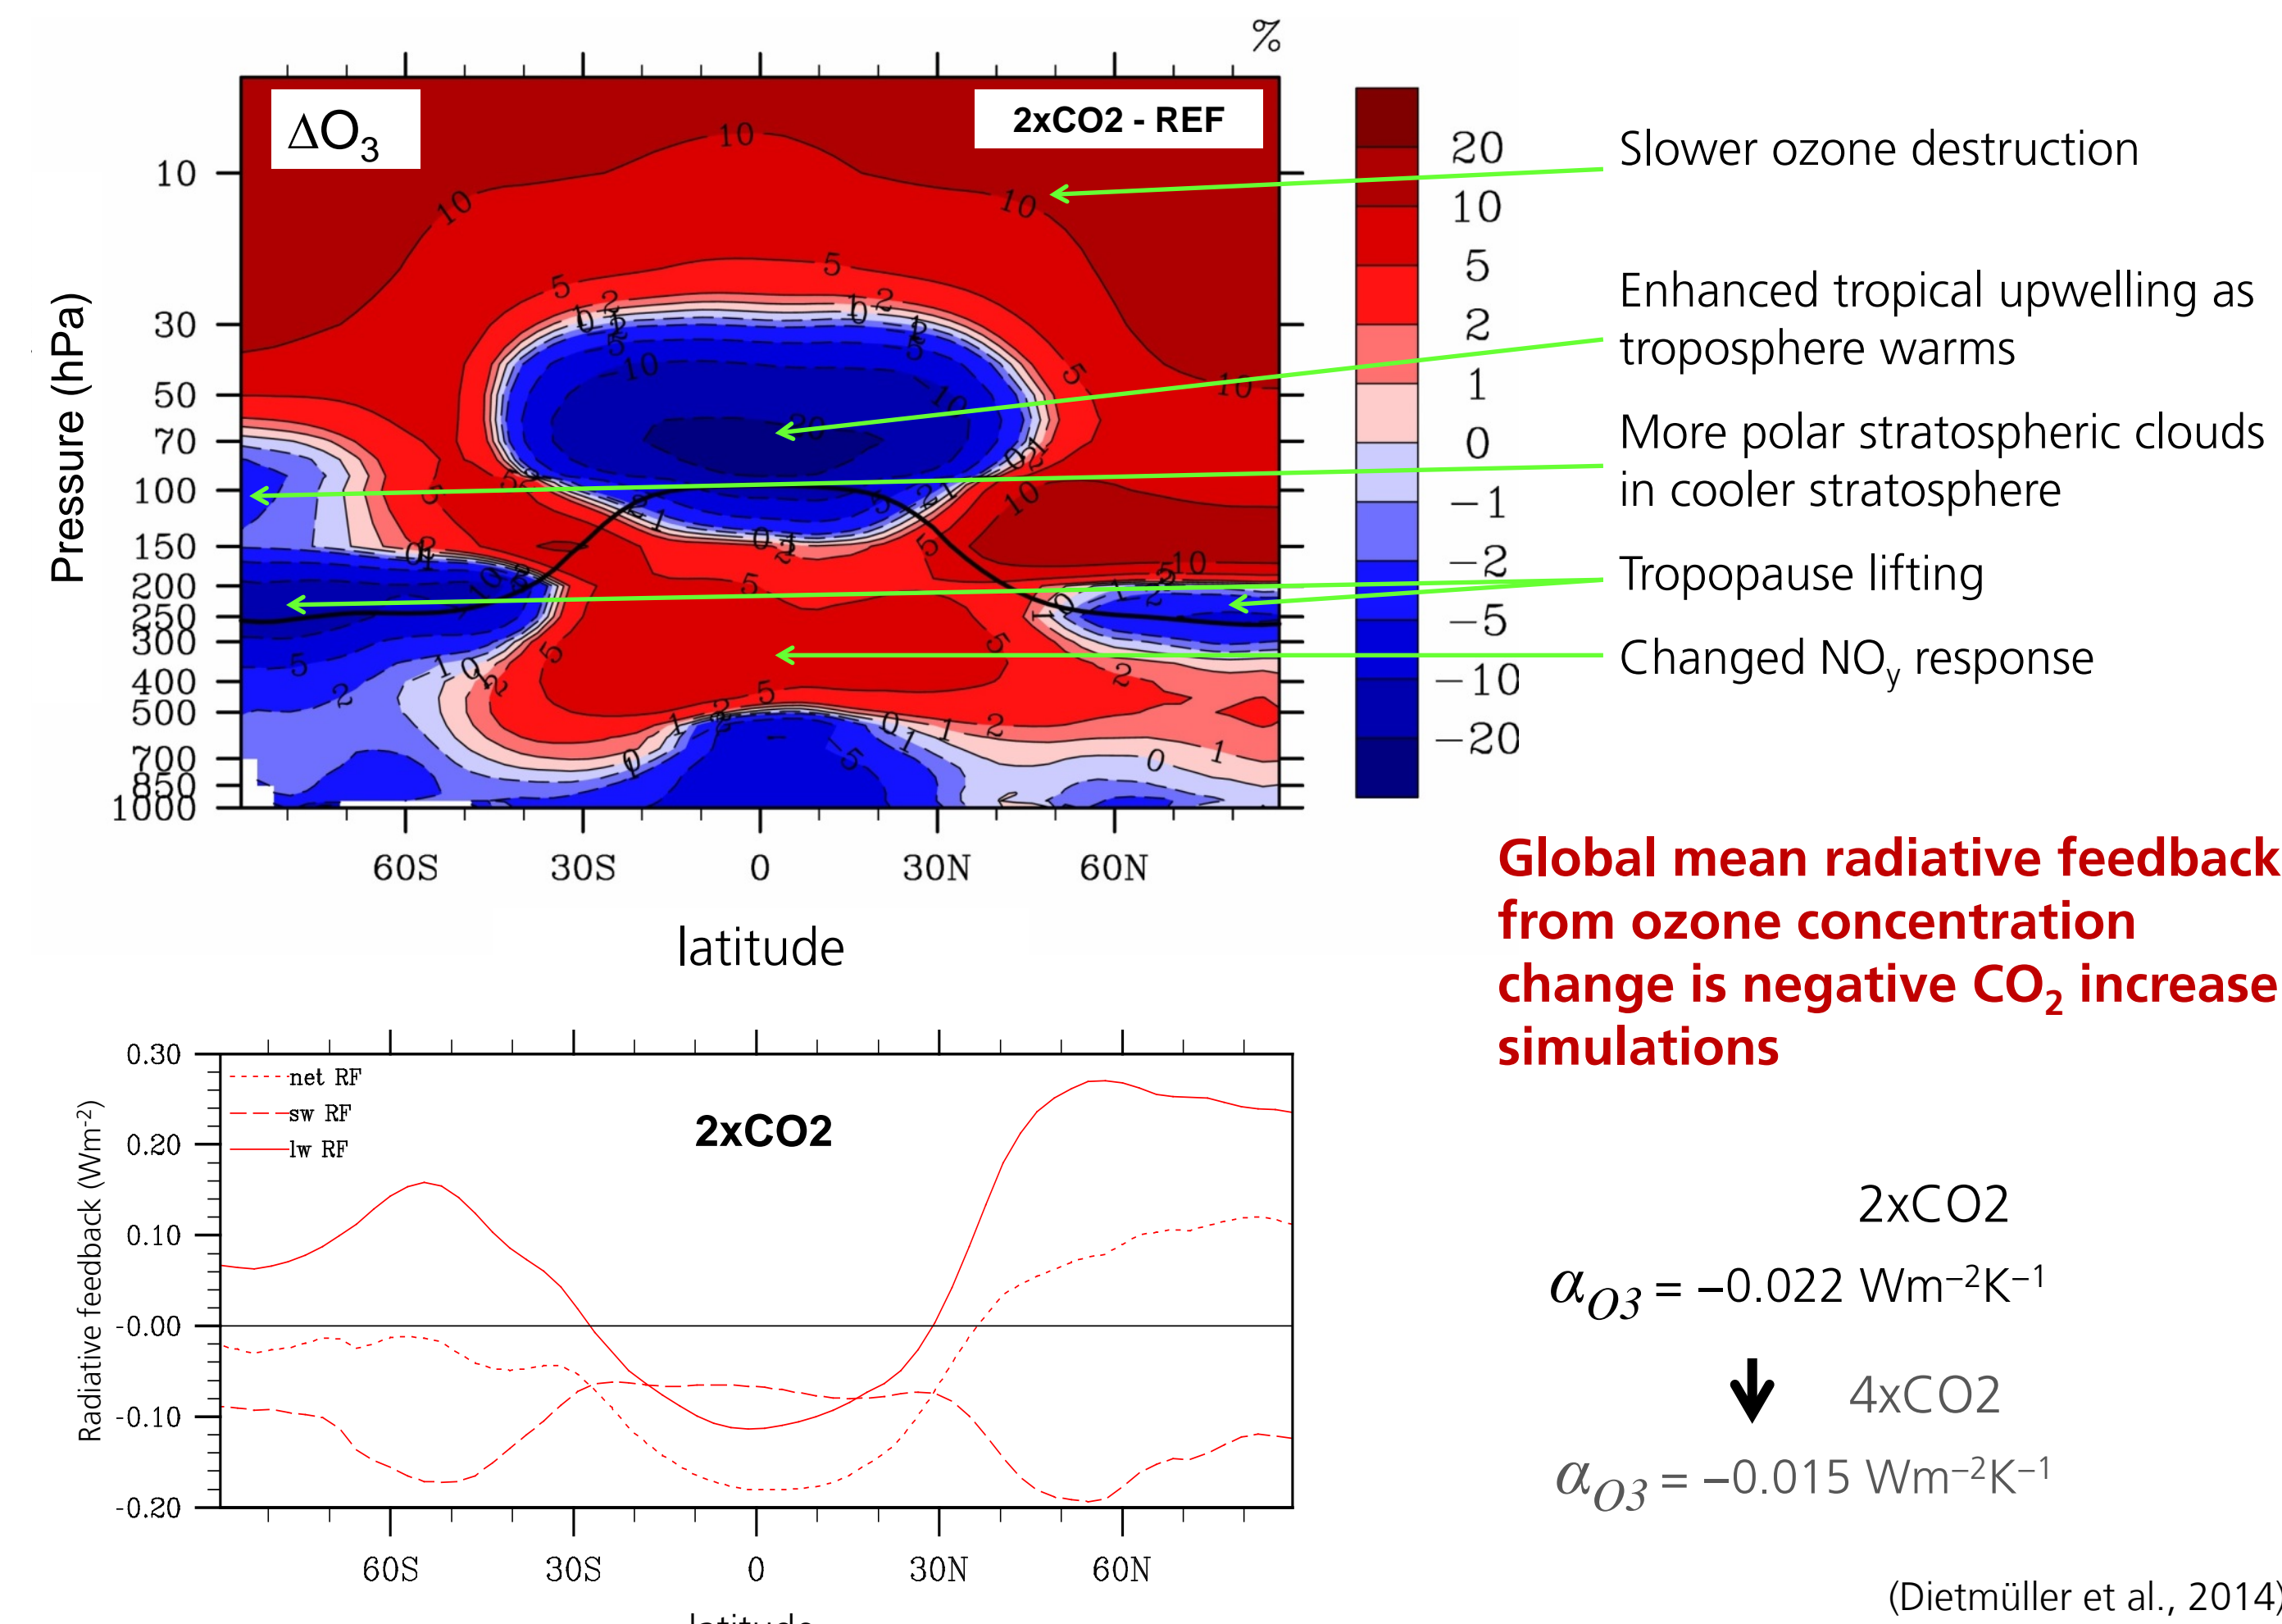 %
ΔO₃
2xCO2 - REF
10
30
50
70
100
150
200
250
300
400
500
700
850
1000
Pressure (hPa)
60S 30S 0 30N 60N
latitude
20
10
5
2
1
0
−1
−2
−5
−10
−20
Slower ozone destruction
Enhanced tropical upwelling as
troposphere warms
More polar stratospheric clouds
in cooler stratosphere
Tropopause lifting
Changed NOy response
Global mean radiative feedback
from ozone concentration
change is negative CO₂ increase
simulations
0.30
0.20
0.10
-0.00
-0.10
-0.20
Radiative feedback (Wm-2)
net RF
sw RF
lw RF
2xCO2
60S 30S 0 30N 60N
latitude
2xCO2
αO3 = −0.022 Wm−2K−1
4xCO2
αO3 = −0.015 Wm−2K−1
(Dietmüller et al., 2014)